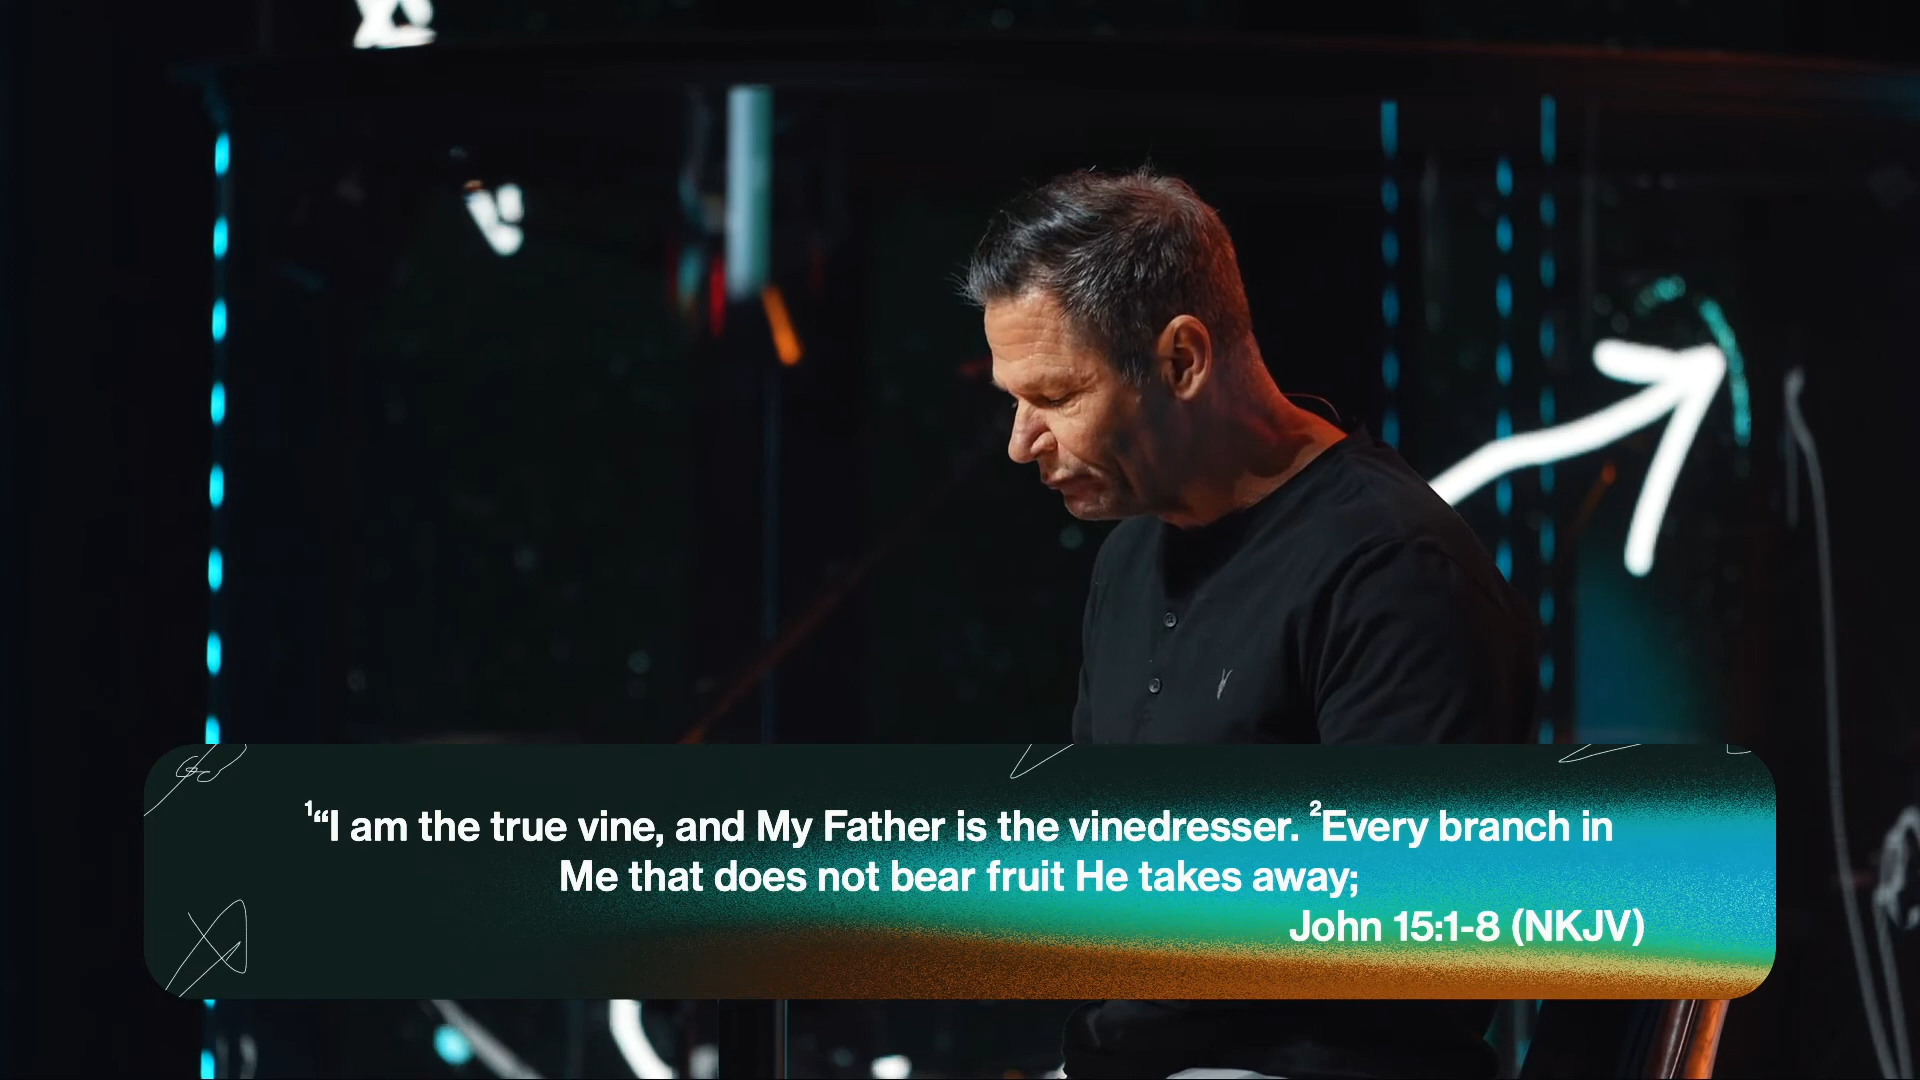 ¹“I am the true vine, and My Father is the vinedresser. ²Every branch in
Me that does not bear fruit He takes away;
John 15:1-8 (NKJV)